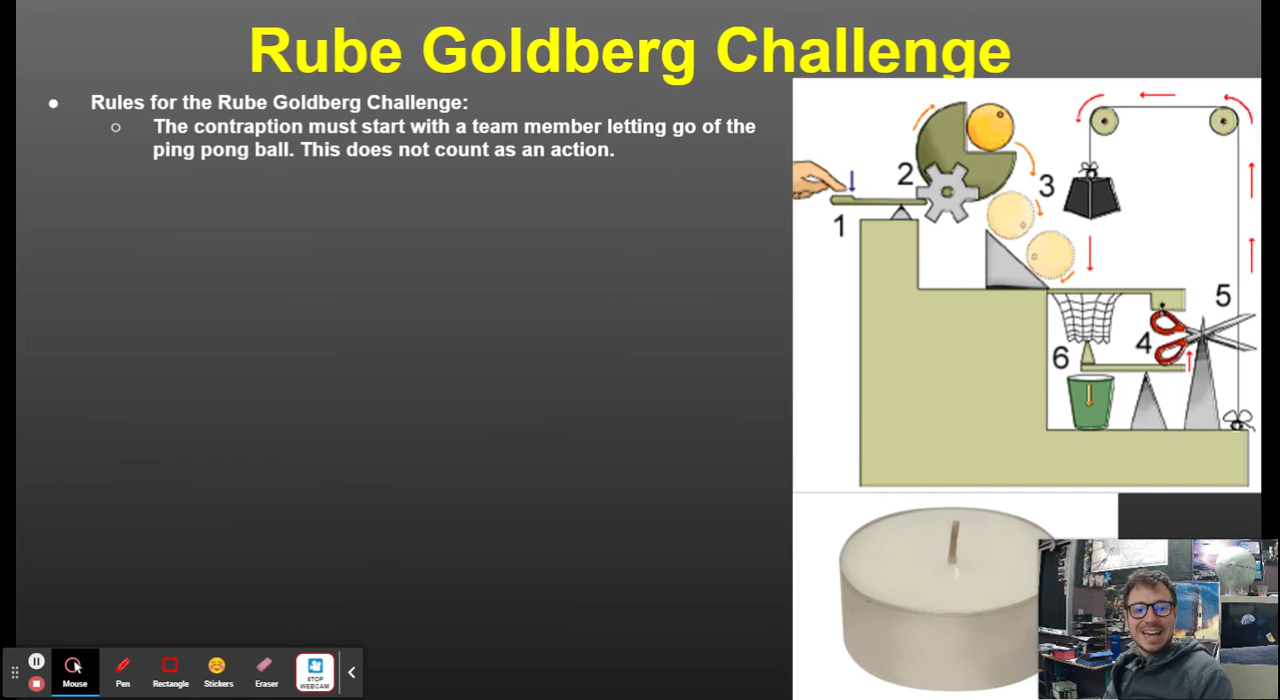 Rube Goldberg Challenge
● Rules for the Rube Goldberg Challenge:
○ The contraption must start with a team member letting go of the
ping pong ball. This does not count as an action.
1
2
3
4
5
6
Mouse
Pen
Rectangle
Stickers
Eraser
STOP
WEBCAM